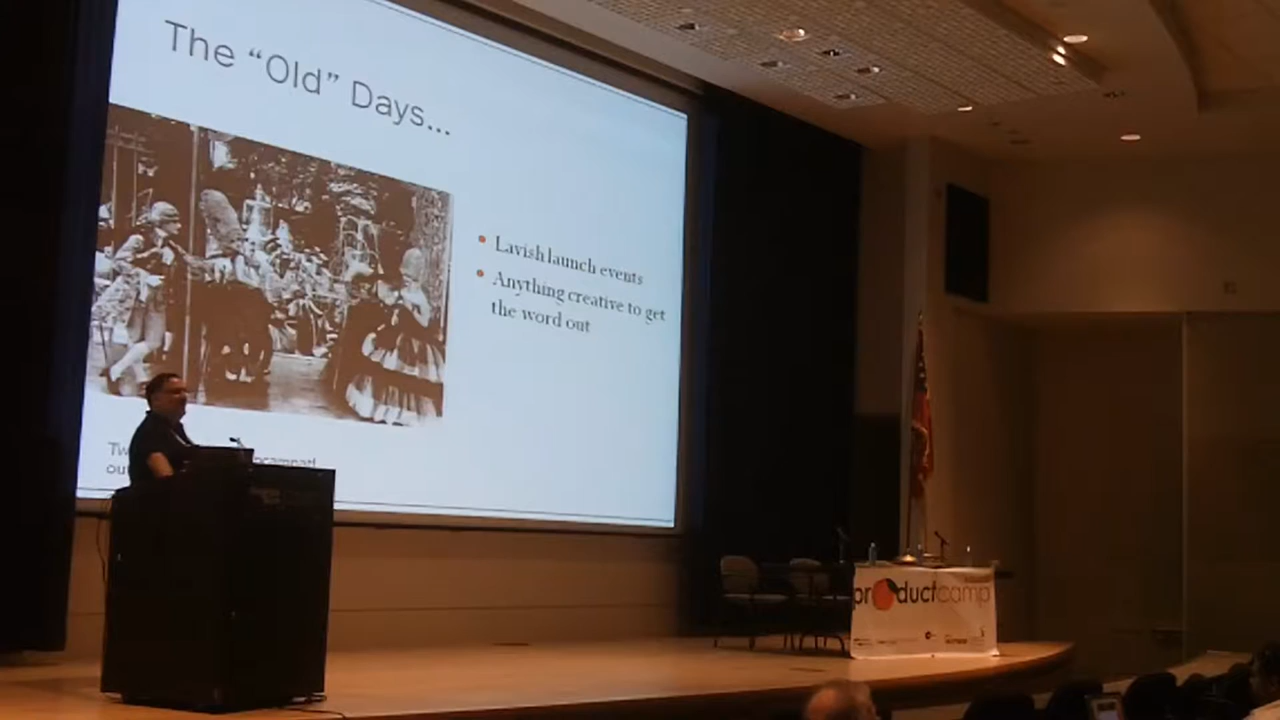 The “Old” Days...
• Lavish launch events
• Anything creative to get
the word out
productcamp